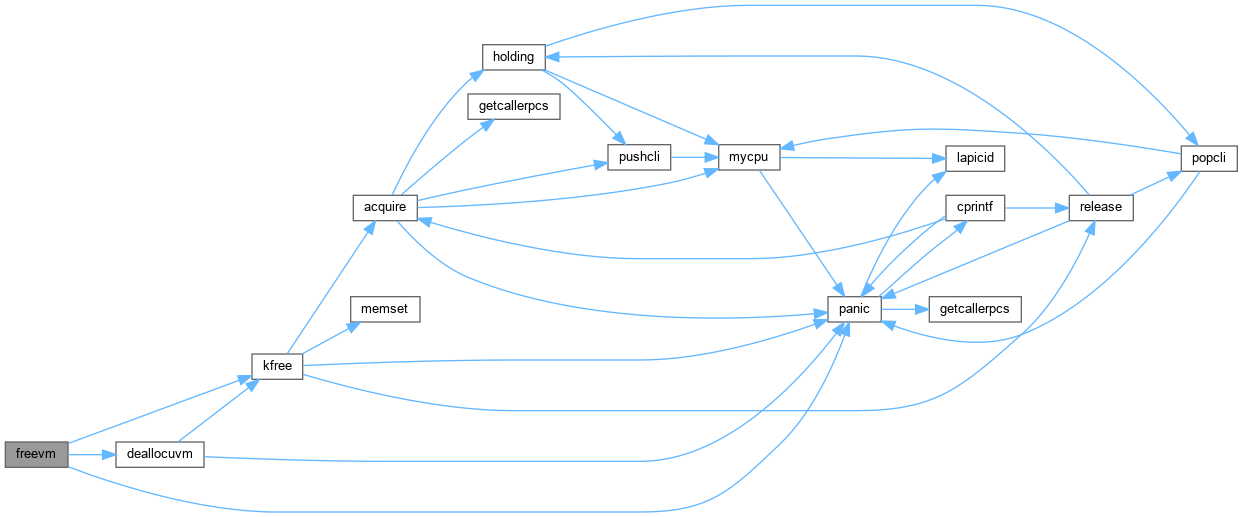 holding
getcallerpcs
pushcli
mycpu
lapicid
popcli
acquire
cprintf
release
memset
panic
getcallerpcs
kfree
freevm
deallocuvm